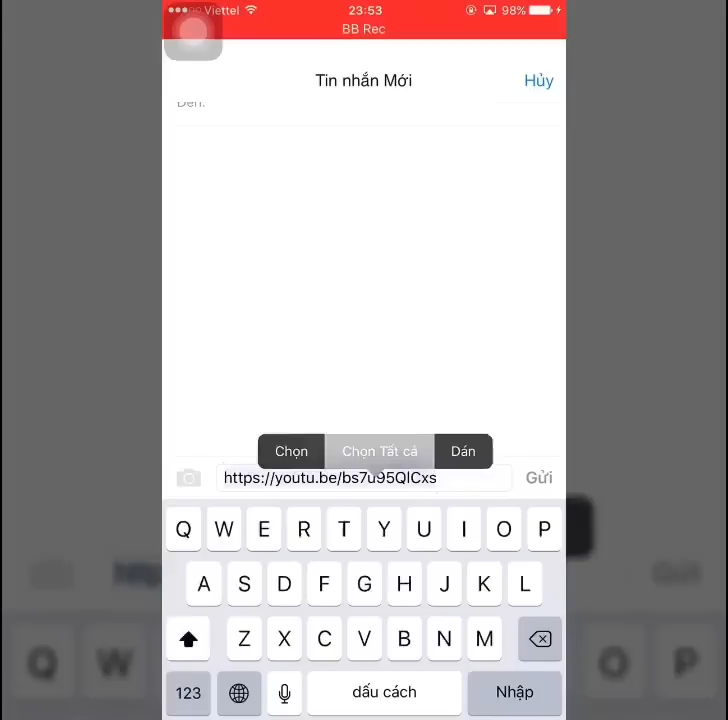 Viettel 23:53 98%
BB Rec
Tin nhắn Mới Hủy
Đến:
Chọn Chọn Tất cả Dán
https://youtu.be/bs7u95QlCxs Gửi
Q W E R T Y U I O P
A S D F G H J K L
Z X C V B N M
123 dấu cách Nhập